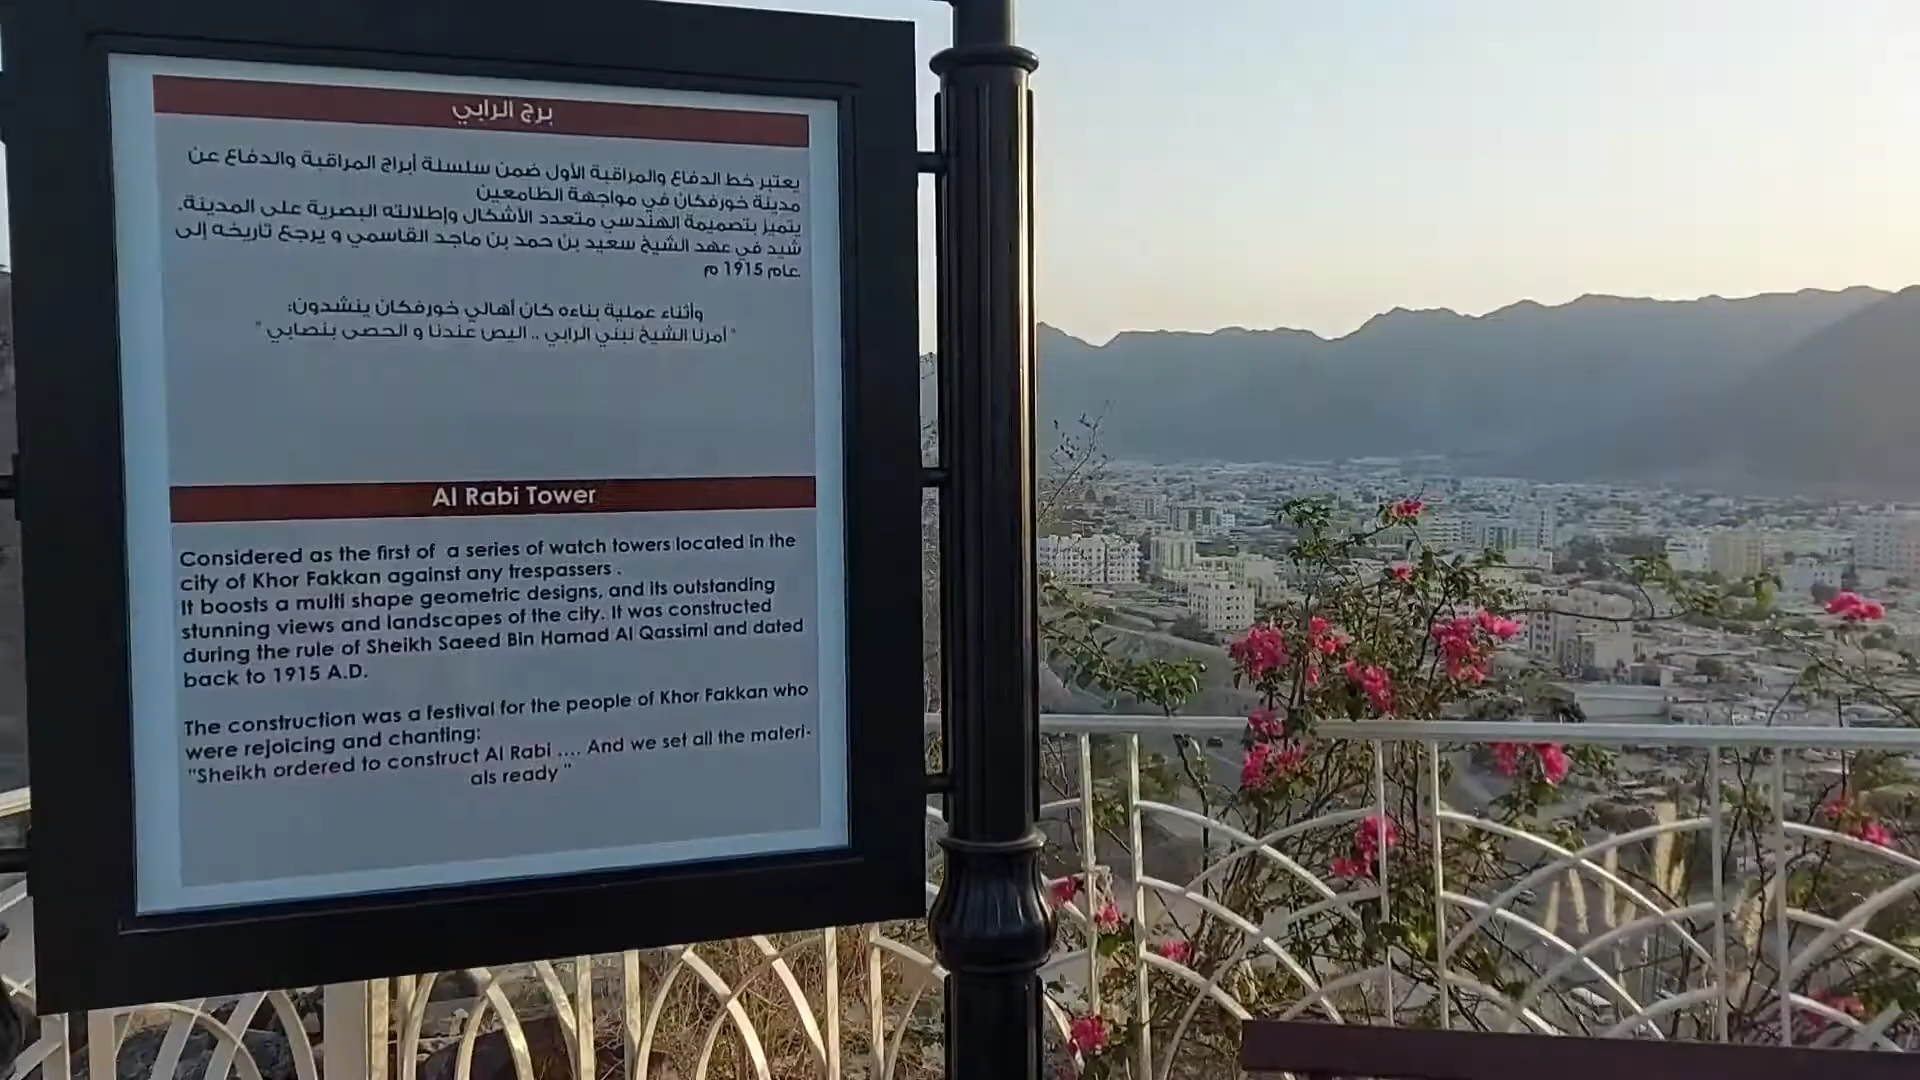 برج الرابي
يعتبر خط الدفاع والمراقبة الأول ضمن سلسلة أبراج المراقبة والدفاع عن
مدينة خورفكان في مواجهة الطامعين
يتميز بتصميمة الهندسي متعدد الأشكال وإطلالته البصرية على المدينة.
شيد في عهد الشيخ سعيد بن حمد بن ماجد القاسمي و يرجع تاريخه إلى
عام 1915 م
وأثناء عملية بناءه كان أهالي خورفكان ينشدون:
" أمرنا الشيخ نبني الرابي .. اليص عندنا و الحصى بنصابي "
Al Rabi Tower
Considered as the first of a series of watch towers located in the
city of Khor Fakkan against any trespassers .
It boosts a multi shape geometric designs, and its outstanding
stunning views and landscapes of the city. It was constructed
during the rule of Sheikh Saeed Bin Hamad Al Qassimi and dated
back to 1915 A.D.
The construction was a festival for the people of Khor Fakkan who
were rejoicing and chanting:
"Sheikh ordered to construct Al Rabi .... And we set all the materi-
als ready "